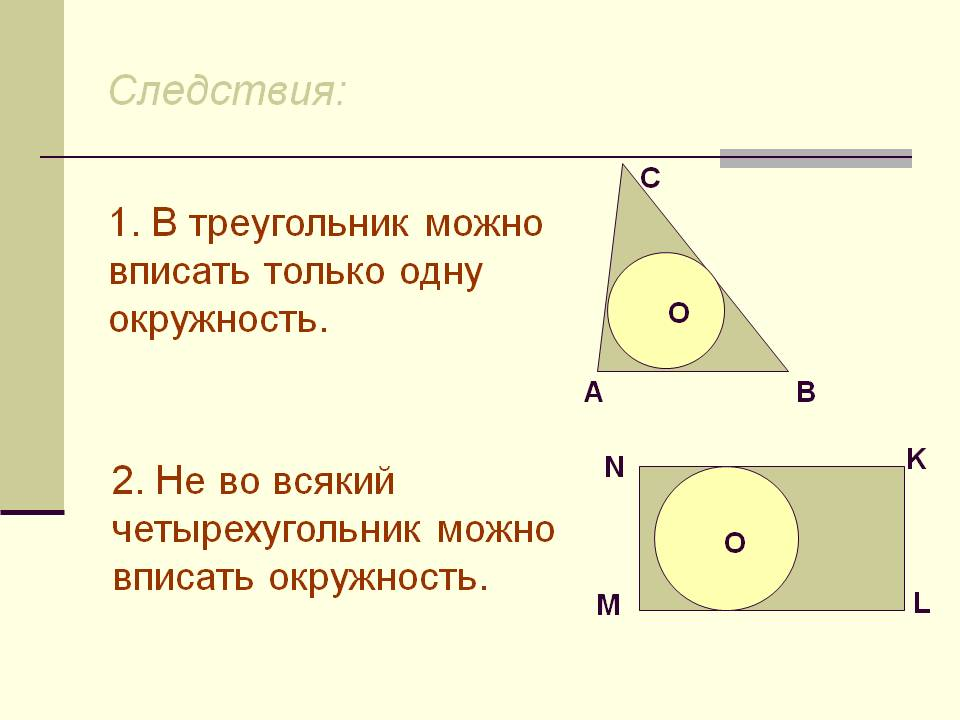 Следствия:
1. В треугольник можно
вписать только одну
окружность.
C
O
A
B
2. Не во всякий
четырехугольник можно
вписать окружность.
N
K
O
M
L